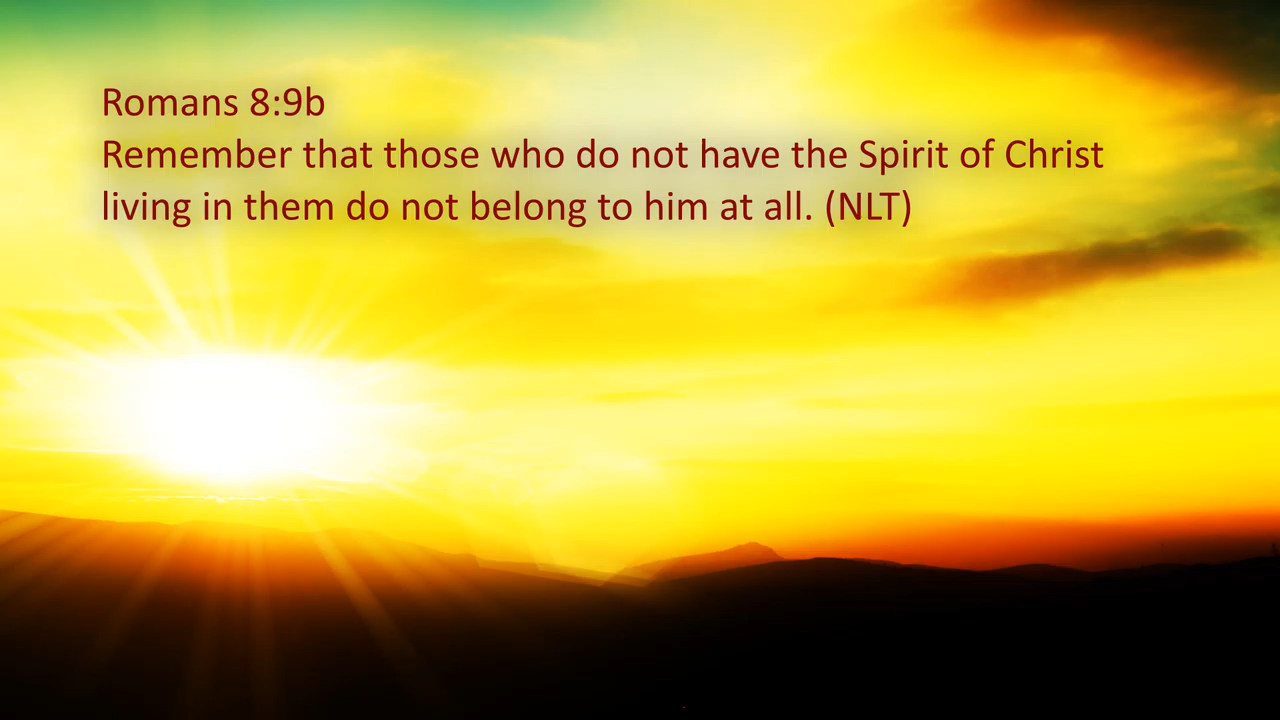 Romans 8:9b
Remember that those who do not have the Spirit of Christ
living in them do not belong to him at all. (NLT)